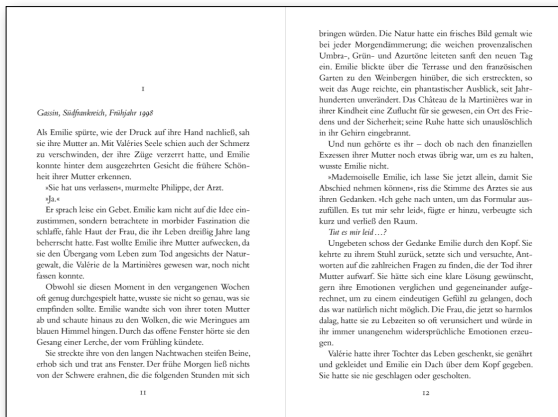 I
Gassin, Südfrankreich, Frühjahr 1998
Als Emilie spürte, wie der Druck auf ihre Hand nachließ, sah
sie ihre Mutter an. Mit Valéries Seele schien auch der Schmerz
zu verschwinden, der ihre Züge verzerrt hatte, und Emilie
konnte hinter dem ausgezehrten Gesicht die frühere Schön-
heit ihrer Mutter erkennen.
»Sie hat uns verlassen«, murmelte Philippe, der Arzt.
»Ja.«
Er sprach leise ein Gebet. Emilie kam nicht auf die Idee ein-
zustimmen, sondern betrachtete in morbider Faszination die
schlaffe, fahle Haut der Frau, die ihr Leben dreißig Jahre lang
beherrscht hatte. Fast wollte Emilie ihre Mutter aufwecken, da
sie den Übergang vom Leben zum Tod angesichts der Natur-
gewalt, die Valérie de la Martinières gewesen war, noch nicht
fassen konnte.
Obwohl sie diesen Moment in den vergangenen Wochen
oft genug durchgespielt hatte, wusste sie nicht so genau, was sie
empfinden sollte. Emilie wandte sich von ihrer toten Mutter
ab und schaute hinaus zu den Wolken, die wie Meringues am
blauen Himmel hingen. Durch das offene Fenster hörte sie den
Gesang einer Lerche, der vom Frühling kündete.
Sie streckte ihre von den langen Nachtwachen steifen Beine,
erhob sich und trat ans Fenster. Der frühe Morgen ließ nichts
von der Schwere erahnen, die die folgenden Stunden mit sich
11
bringen würden. Die Natur hatte ein frisches Bild gemalt wie
bei jeder Morgendämmerung; die weichen provenzalischen
Umbra-, Grün- und Azurtöne leiteten sanft den neuen Tag
ein. Emilie blickte über die Terrasse und den französischen
Garten zu den Weinbergen hinüber, die sich erstreckten, so
weit das Auge reichte, ein phantastischer Ausblick, seit Jahr-
hunderten unverändert. Das Château de la Martinières war in
ihrer Kindheit eine Zuflucht für sie gewesen, ein Ort des Frie-
dens und der Sicherheit; seine Ruhe hatte sich unauslöschlich
in ihr Gehirn eingebrannt.
Und nun gehörte es ihr – doch ob nach den finanziellen
Exzessen ihrer Mutter noch etwas übrig war, um es zu halten,
wusste Emilie nicht.
»Mademoiselle Emilie, ich lasse Sie jetzt allein, damit Sie
Abschied nehmen können«, riss die Stimme des Arztes sie aus
ihren Gedanken. »Ich gehe nach unten, um das Formular aus-
zufüllen. Es tut mir sehr leid«, fügte er hinzu, verbeugte sich
kurz und verließ den Raum.
Tut es mir leid ...?
Ungebeten schoss der Gedanke Emilie durch den Kopf. Sie
kehrte zu ihrem Stuhl zurück, setzte sich und versuchte, Ant-
worten auf die zahlreichen Fragen zu finden, die der Tod ihrer
Mutter aufwarf. Sie hätte sich eine klare Lösung gewünscht,
gern ihre Emotionen verglichen und gegeneinander aufge-
rechnet, um zu einem eindeutigen Gefühl zu gelangen, doch
das war natürlich nicht möglich. Die Frau, die jetzt so harmlos
dalag, hatte sie zu Lebzeiten so oft verunsichert und würde in
ihr immer unangenehm widersprüchliche Emotionen erzeu-
gen.
Valérie hatte ihrer Tochter das Leben geschenkt, sie genährt
und gekleidet und Emilie ein Dach über dem Kopf gegeben.
Sie hatte sie nie geschlagen oder gescholten.
12